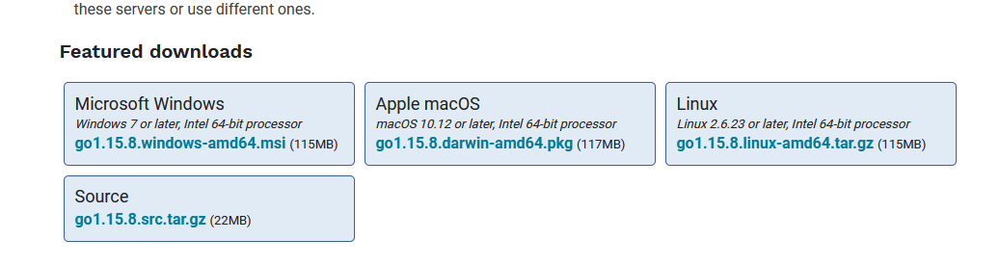 these servers or use different ones.
Featured downloads
Microsoft Windows
Windows 7 or later, Intel 64-bit processor
go1.15.8.windows-amd64.msi (115MB)
Apple macOS
macOS 10.12 or later, Intel 64-bit processor
go1.15.8.darwin-amd64.pkg (117MB)
Linux
Linux 2.6.23 or later, Intel 64-bit processor
go1.15.8.linux-amd64.tar.gz (115MB)
Source
go1.15.8.src.tar.gz (22MB)